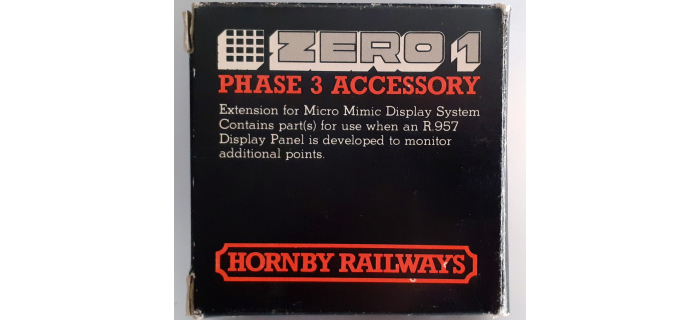 ZERO 1
PHASE 3 ACCESSORY
Extension for Micro Mimic Display System
Contains part(s) for use when an R.957
Display Panel is developed to monitor
additional points.
HORNBY RAILWAYS